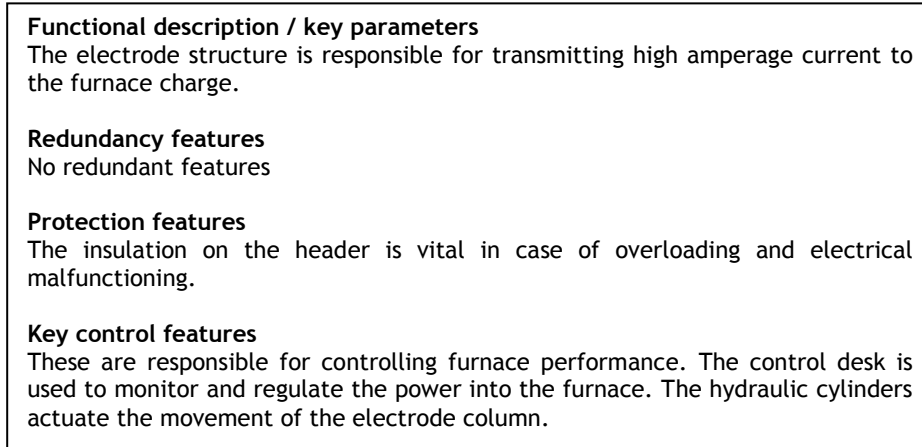 Functional description / key parameters
The electrode structure is responsible for transmitting high amperage current to
the furnace charge.
Redundancy features
No redundant features
Protection features
The insulation on the header is vital in case of overloading and electrical
malfunctioning.
Key control features
These are responsible for controlling furnace performance. The control desk is
used to monitor and regulate the power into the furnace. The hydraulic cylinders
actuate the movement of the electrode column.